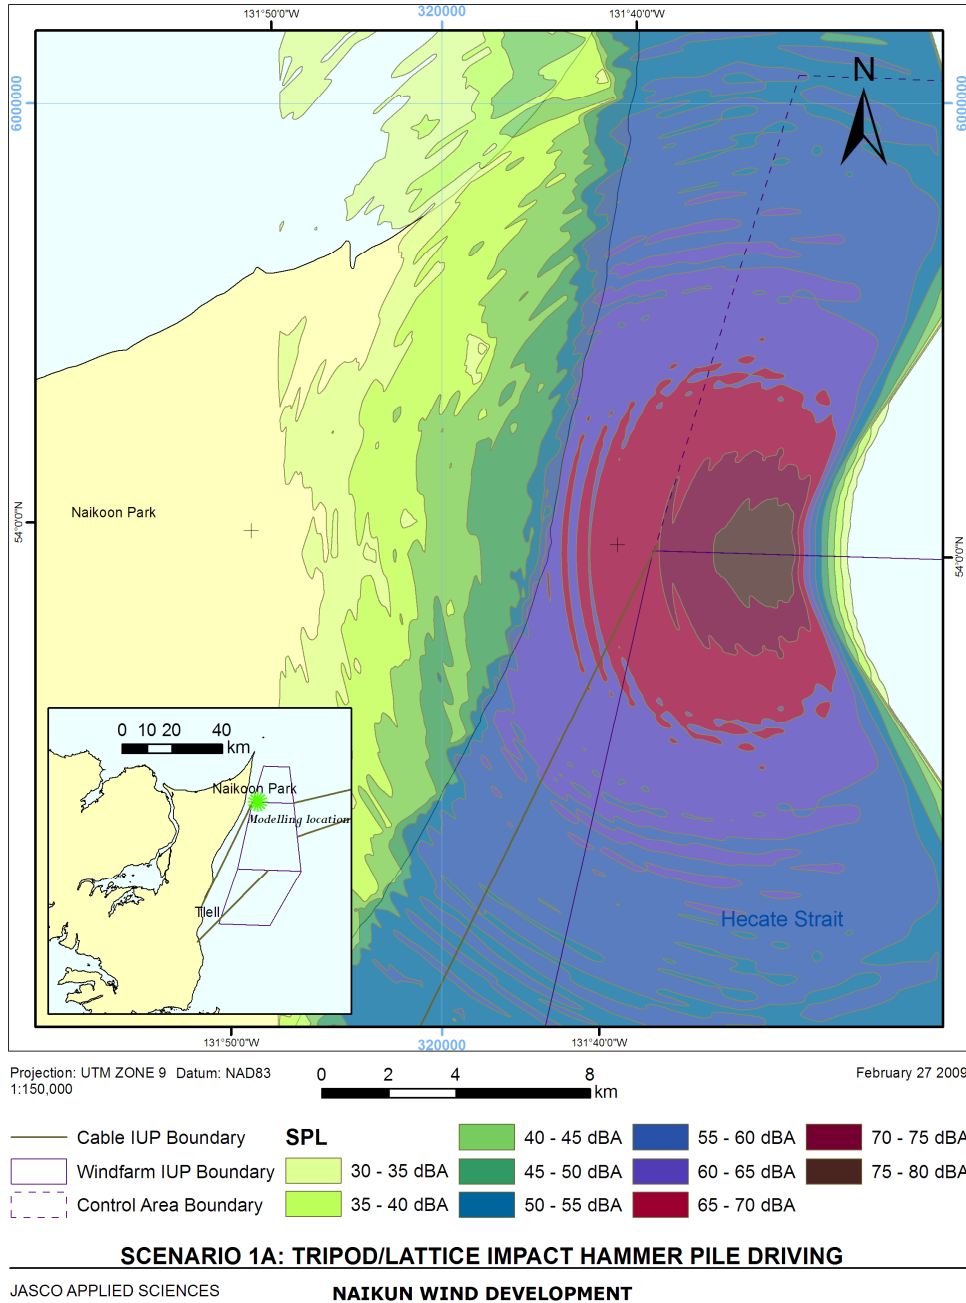 131°50'0"W 320000 131°40'0"W
6000000 6000000
N
Naikoon Park
54°0'0"N 54°0'0"N
0 10 20 40
km
Naikoon Park
Modelling location
Tlell
Hecate Strait
131°50'0"W 320000 131°40'0"W
Projection: UTM ZONE 9 Datum: NAD83
1:150,000
0 2 4 8
km
February 27 2009
Cable IUP Boundary
Windfarm IUP Boundary
Control Area Boundary
SPL
30 - 35 dBA
35 - 40 dBA
40 - 45 dBA
45 - 50 dBA
50 - 55 dBA
55 - 60 dBA
60 - 65 dBA
65 - 70 dBA
70 - 75 dBA
75 - 80 dBA
SCENARIO 1A: TRIPOD/LATTICE IMPACT HAMMER PILE DRIVING
JASCO APPLIED SCIENCES NAIKUN WIND DEVELOPMENT